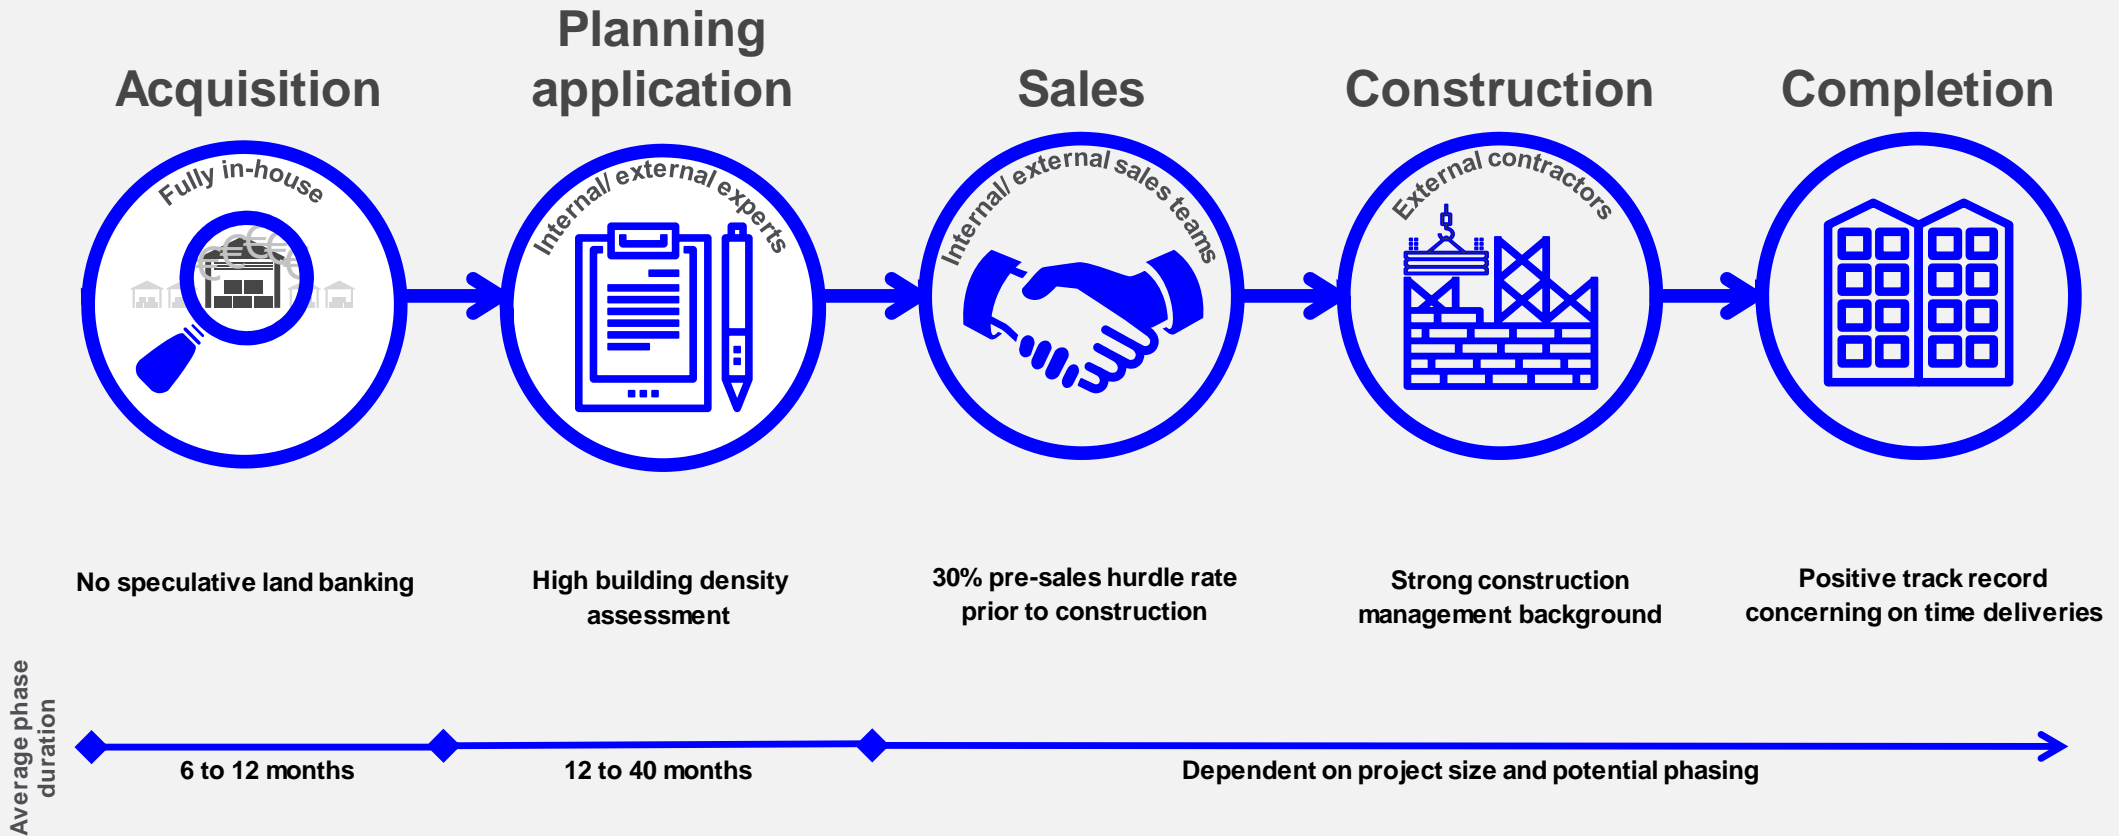 Acquisition
Planning
application
Sales
Construction
Completion
Fully in-house
Internal/ external experts
Internal/ external sales teams
External contractors
€€€€€
No speculative land banking
High building density
assessment
30% pre-sales hurdle rate
prior to construction
Strong construction
management background
Positive track record
concerning on time deliveries
Average phase
duration
6 to 12 months
12 to 40 months
Dependent on project size and potential phasing